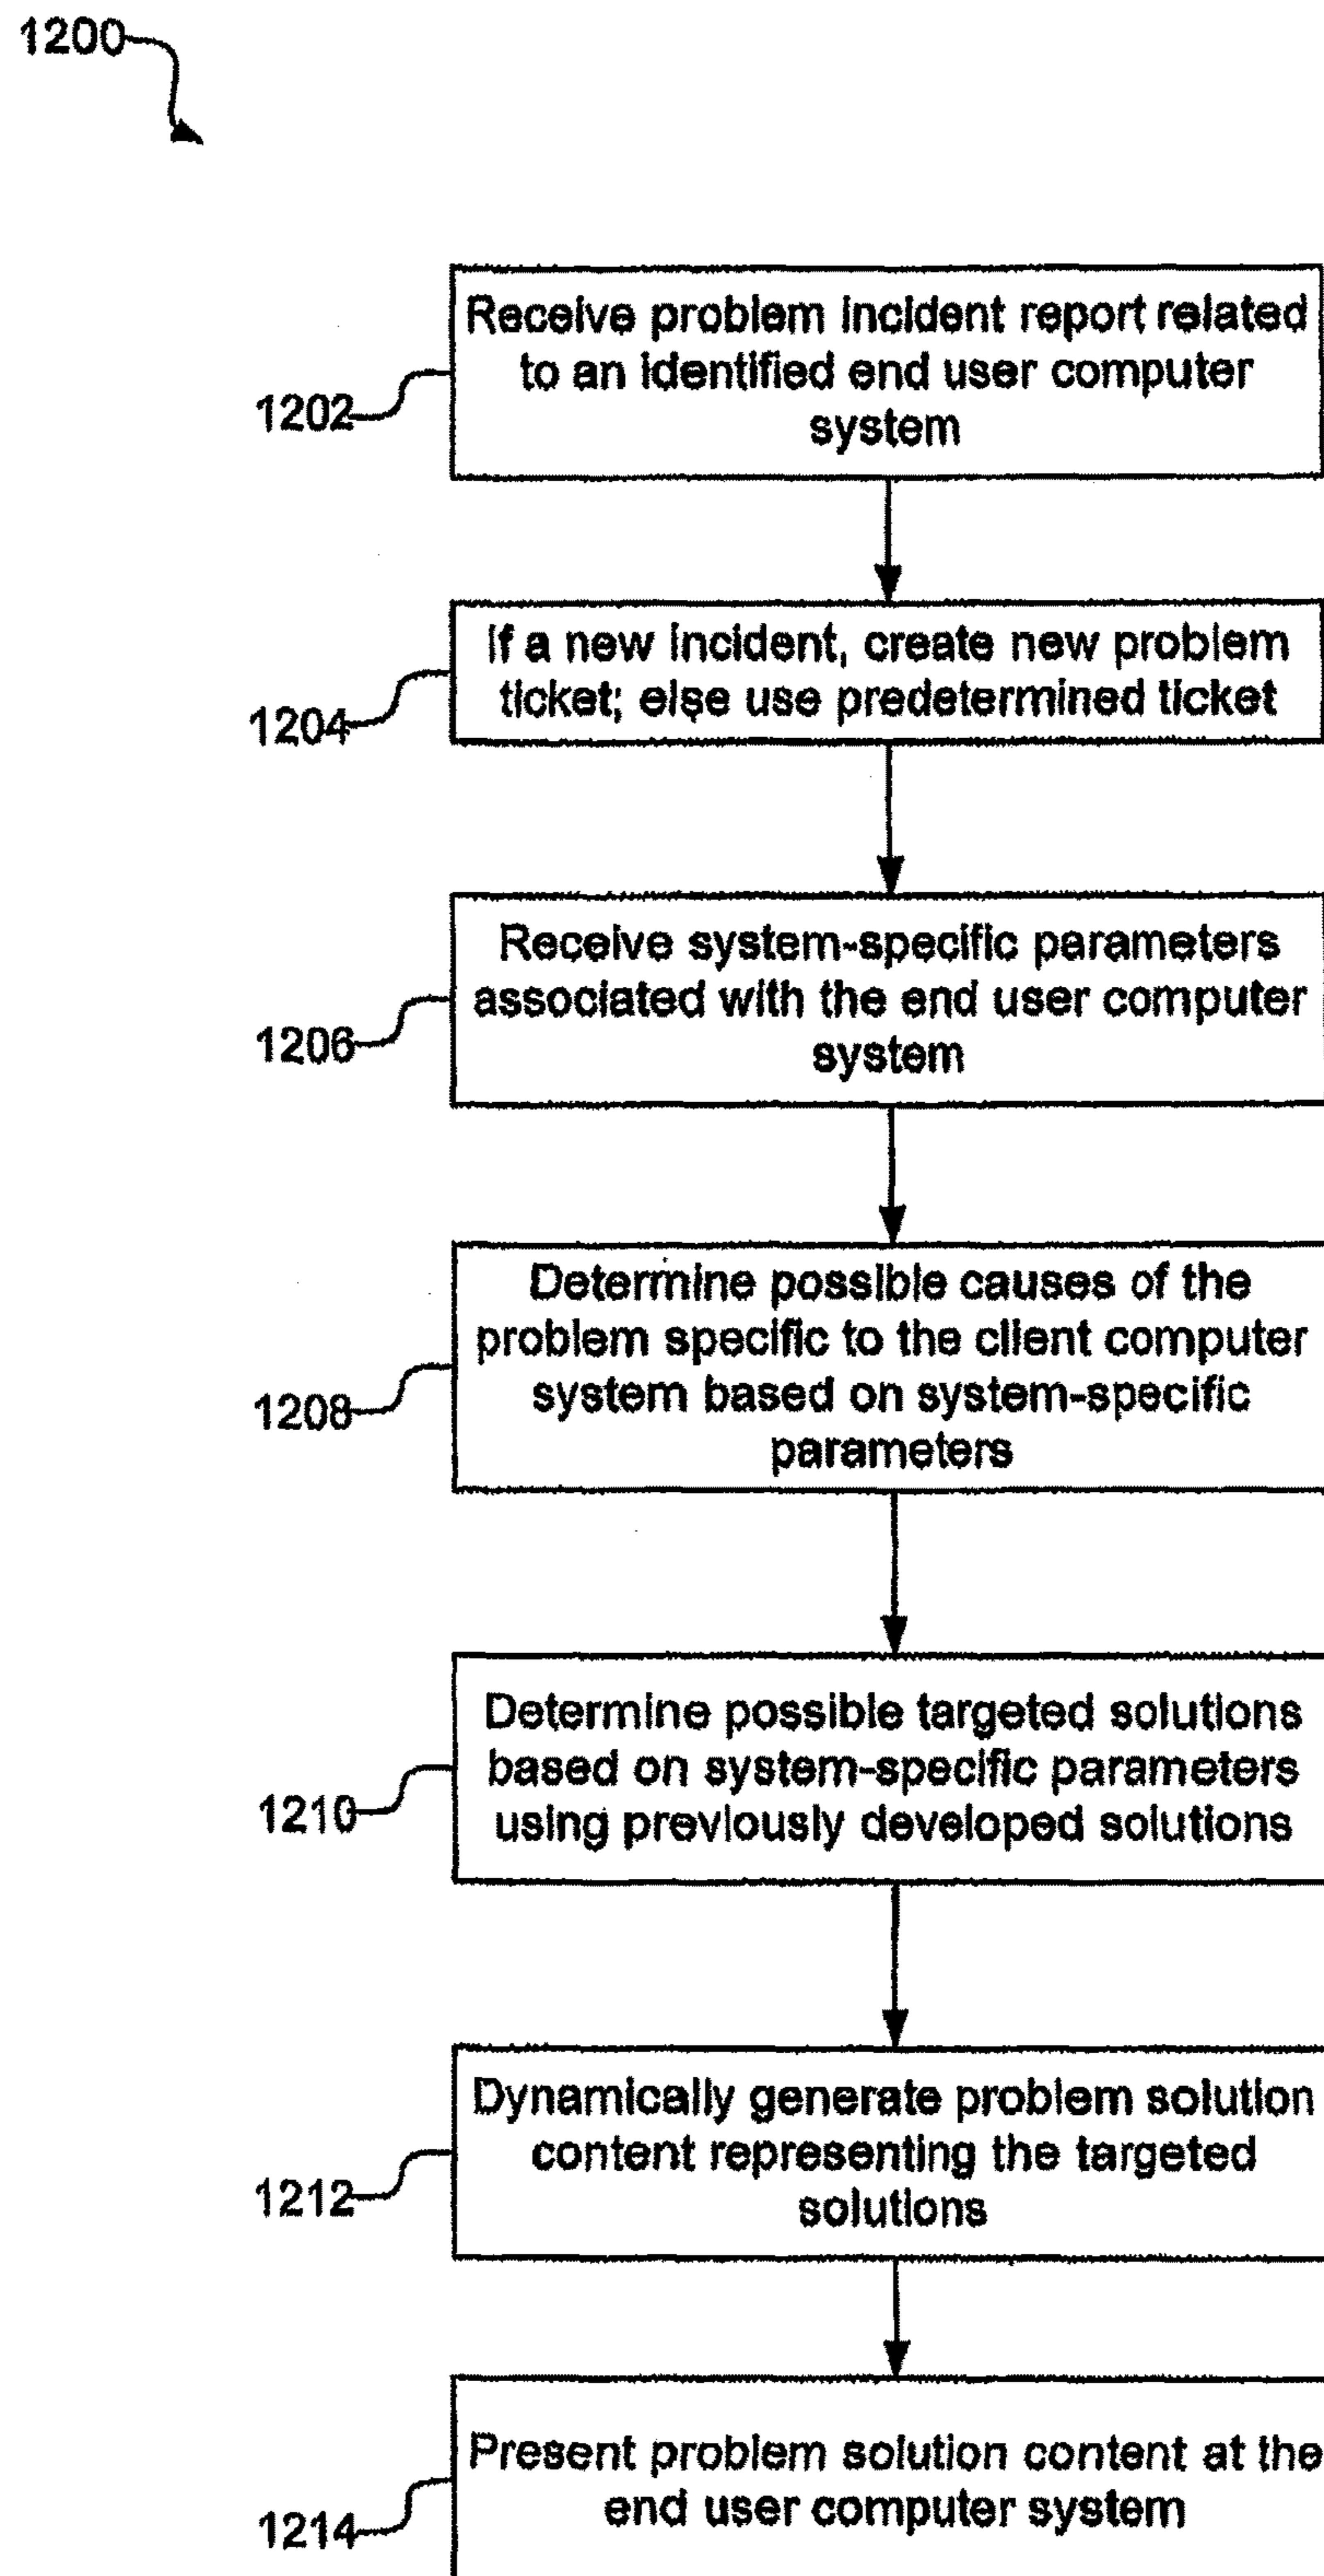 1200
Receive problem incident report related
to an identified end user computer
system
1202
If a new incident, create new problem
ticket; else use predetermined ticket
1204
Receive system-specific parameters
associated with the end user computer
system
1206
Determine possible causes of the
problem specific to the client computer
system based on system-specific
parameters
1208
Determine possible targeted solutions
based on system-specific parameters
using previously developed solutions
1210
Dynamically generate problem solution
content representing the targeted
solutions
1212
Present problem solution content at the
end user computer system
1214